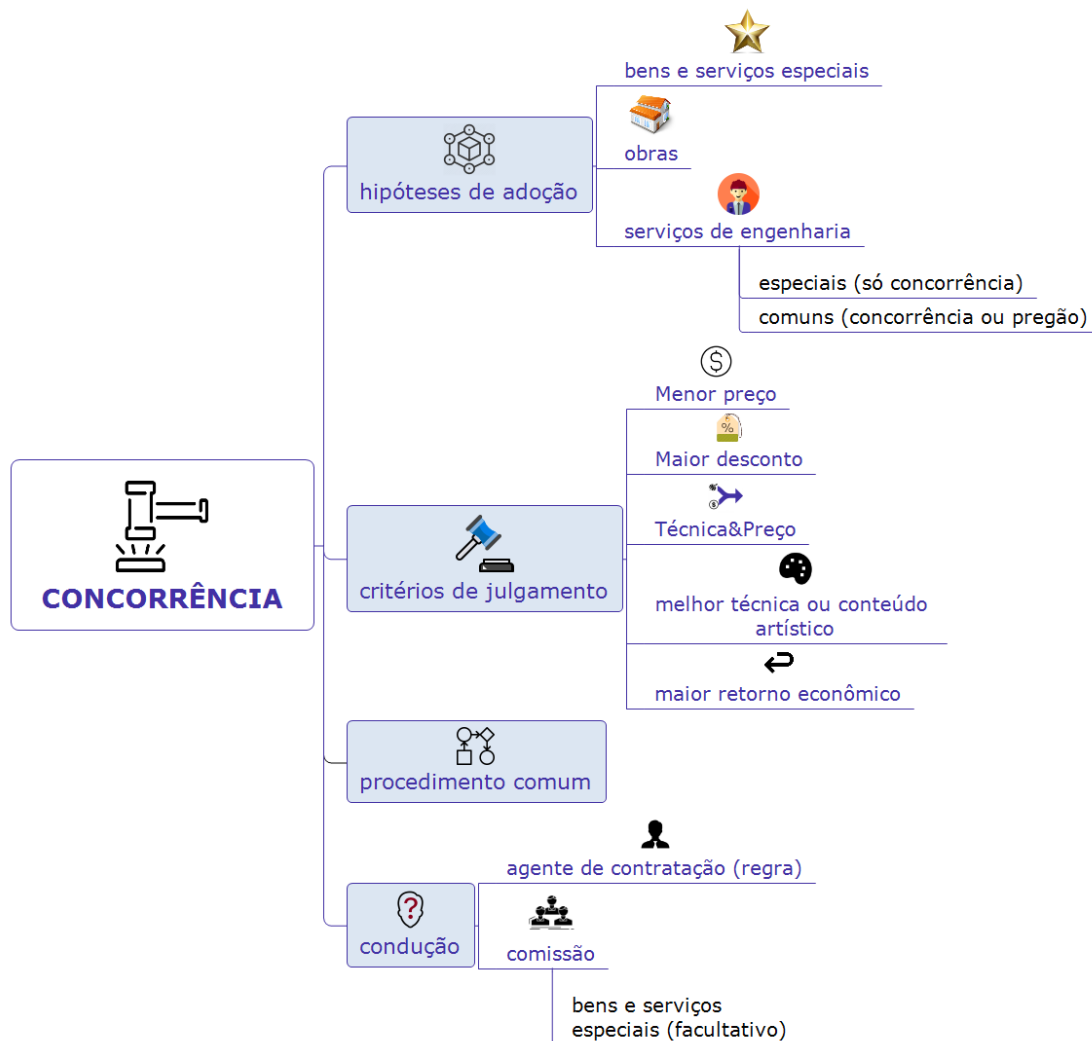 CONCORRÊNCIA
hipóteses de adoção
bens e serviços especiais
obras
serviços de engenharia
especiais (só concorrência)
comuns (concorrência ou pregão)
critérios de julgamento
$
Menor preço
%
Maior desconto
$
Técnica&Preço
melhor técnica ou conteúdo
artístico
maior retorno econômico
procedimento comum
?
condução
agente de contratação (regra)
comissão
bens e serviços
especiais (facultativo)